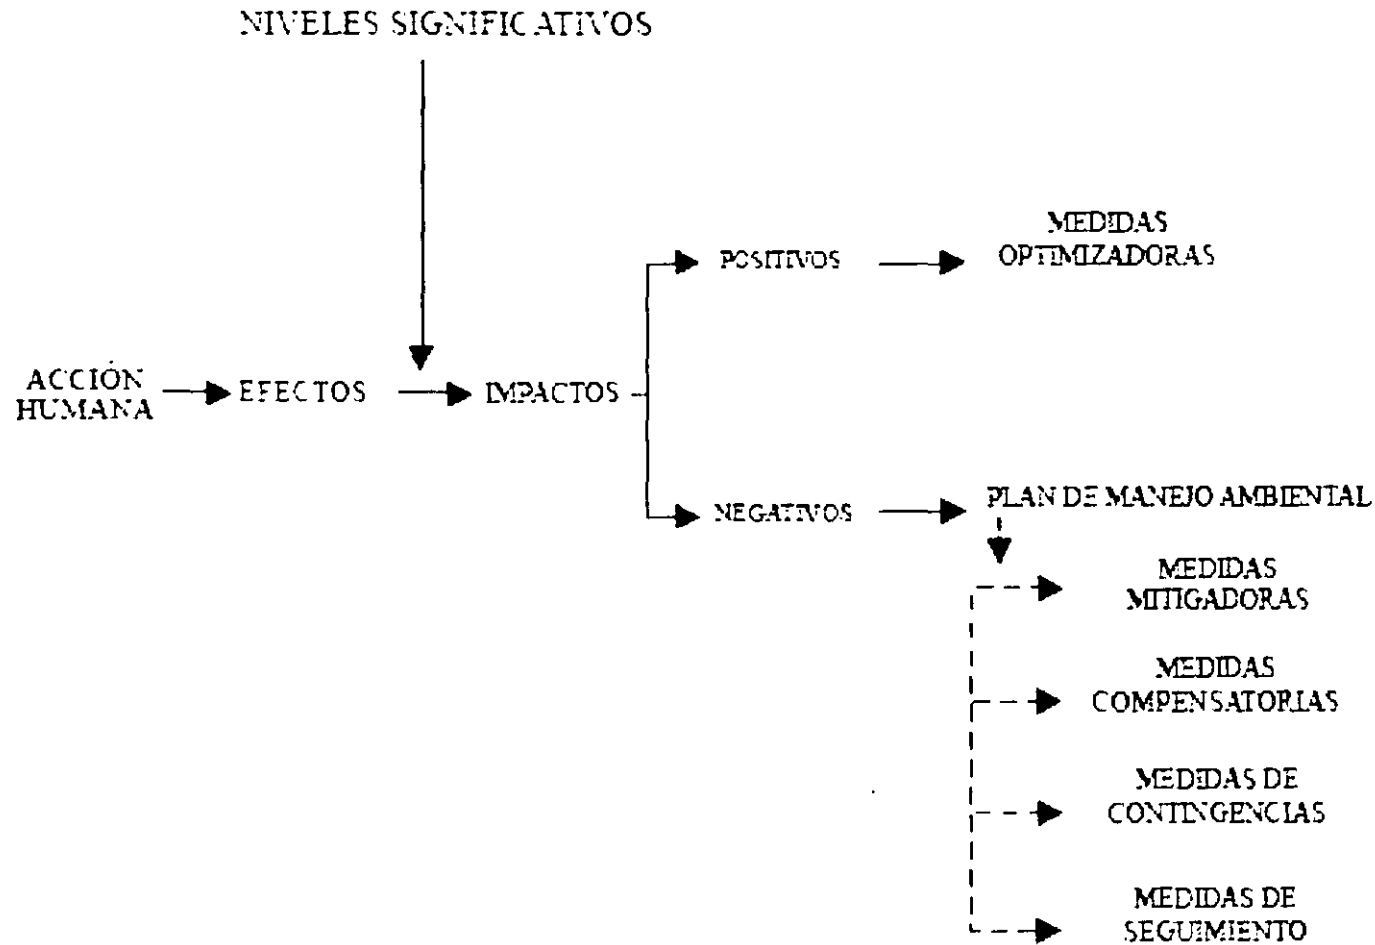 NIVELES SIGNIFICATIVOS
MEDIDAS
OPTIMIZADORAS
POSITIVOS
ACCIÓN
HUMANA
EFECTOS
IMPACTOS
NEGATIVOS
PLAN DE MANEJO AMBIENTAL
MEDIDAS
MITIGADORAS
MEDIDAS
COMPENSATORIAS
MEDIDAS DE
CONTINGENCIAS
MEDIDAS DE
SEGUIMIENTO